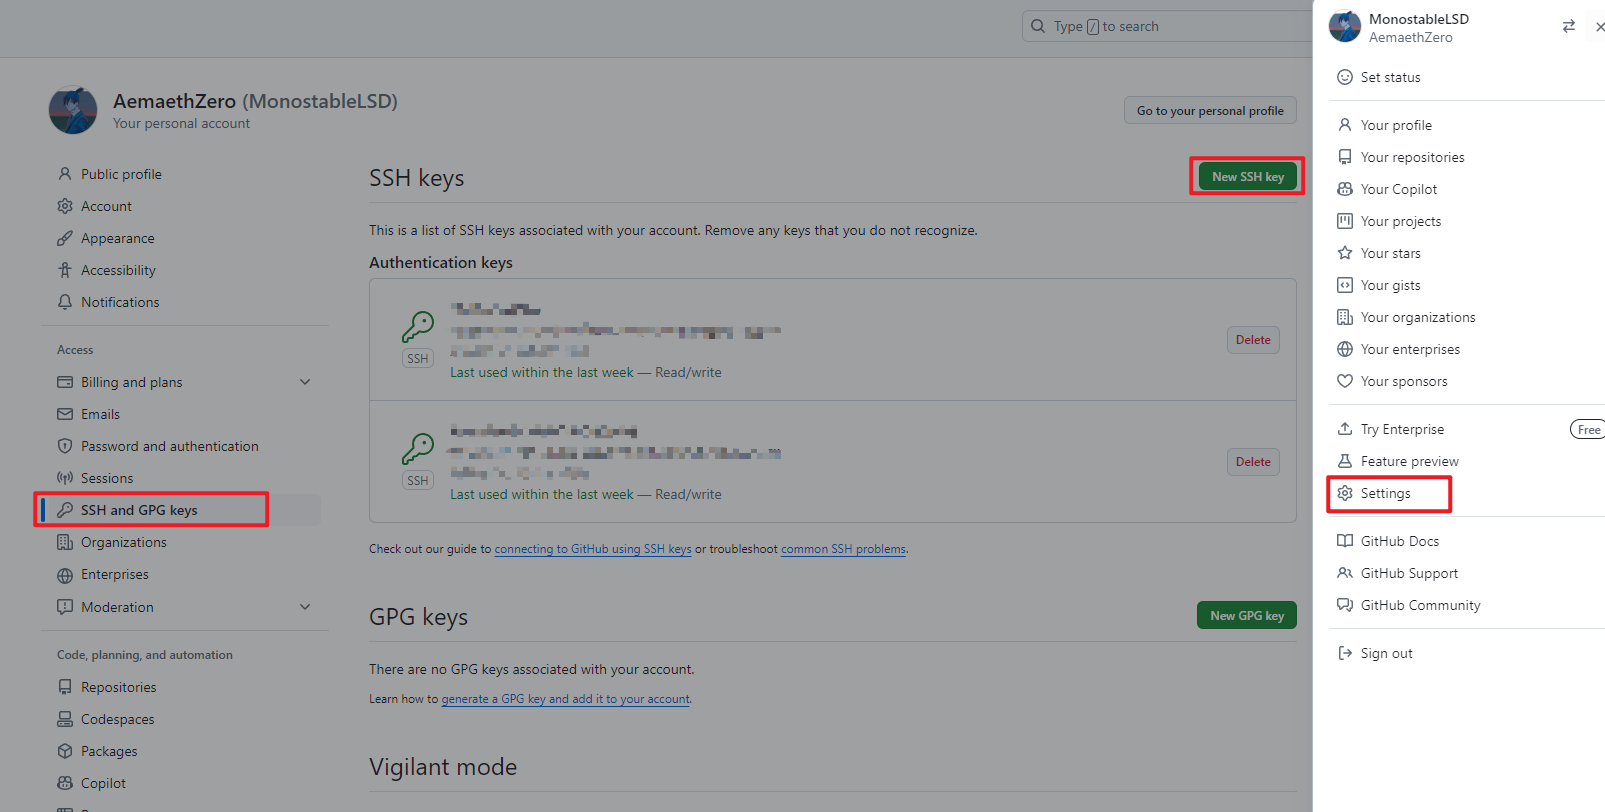 Type / to search
AemaethZero (MonostableLSD)
Your personal account
Go to your personal profile
Public profile
Account
Appearance
Accessibility
Notifications
Access
Billing and plans
Emails
Password and authentication
Sessions
SSH and GPG keys
Organizations
Enterprises
Moderation
Code, planning, and automation
Repositories
Codespaces
Packages
Copilot
SSH keys
New SSH key
This is a list of SSH keys associated with your account. Remove any keys that you do not recognize.
Authentication keys
SSH
Last used within the last week — Read/write
Delete
SSH
Last used within the last week — Read/write
Delete
Check out our guide to connecting to GitHub using SSH keys or troubleshoot common SSH problems.
GPG keys
New GPG key
There are no GPG keys associated with your account.
Learn how to generate a GPG key and add it to your account.
Vigilant mode
MonostableLSD
AemaethZero
Set status
Your profile
Your repositories
Your Copilot
Your projects
Your stars
Your gists
Your organizations
Your enterprises
Your sponsors
Try Enterprise
Free
Feature preview
Settings
GitHub Docs
GitHub Support
GitHub Community
Sign out